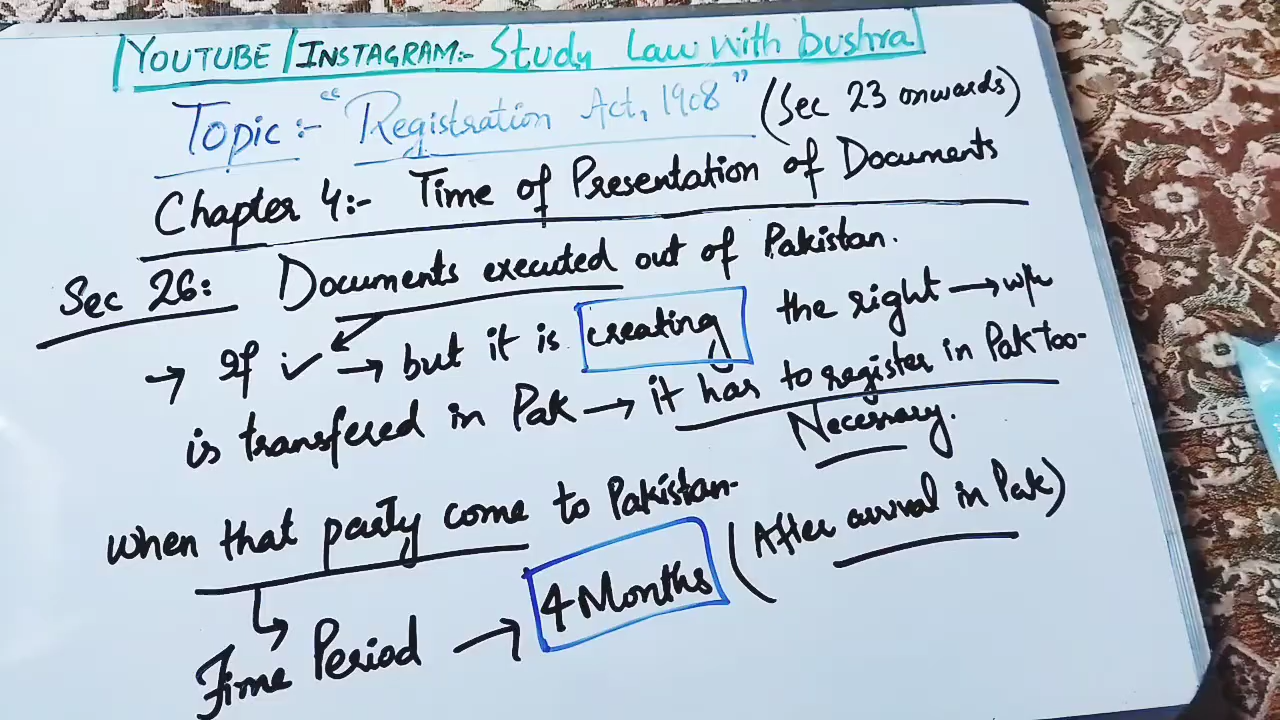 YOUTUBE/INSTAGRAM:- Study Law with bushra
Topic:- "Registration Act, 1908" (Sec 23 onwards)
Chapter 4:- Time of Presentation of Documents
Sec 26: Documents executed out of Pakistan.
→ If ✓ → but it is creating the right → w/h
is transfered in Pak → it has to register in Pak too-
Necessary.
when that party come to Pakistan-
Time Period → 4 Months (After arrival in Pak)